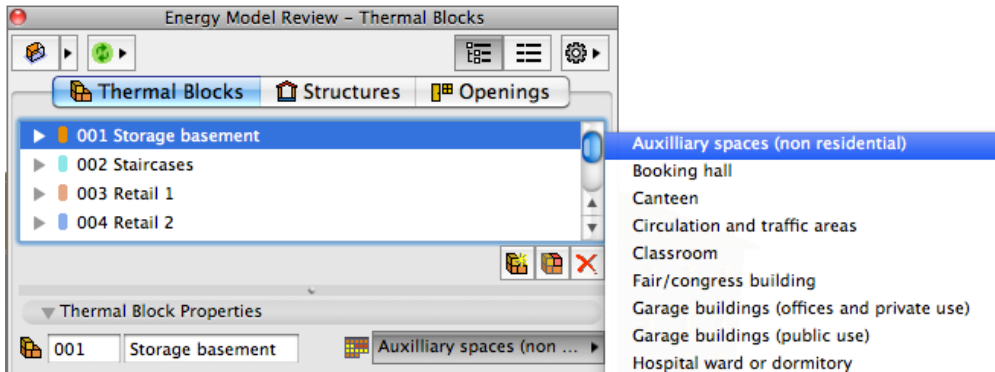 Energy Model Review – Thermal Blocks
Thermal Blocks
Structures
Openings
001 Storage basement
002 Staircases
003 Retail 1
004 Retail 2
Thermal Block Properties
001
Storage basement
Auxilliary spaces (non ...
Auxilliary spaces (non residential)
Booking hall
Canteen
Circulation and traffic areas
Classroom
Fair/congress building
Garage buildings (offices and private use)
Garage buildings (public use)
Hospital ward or dormitory